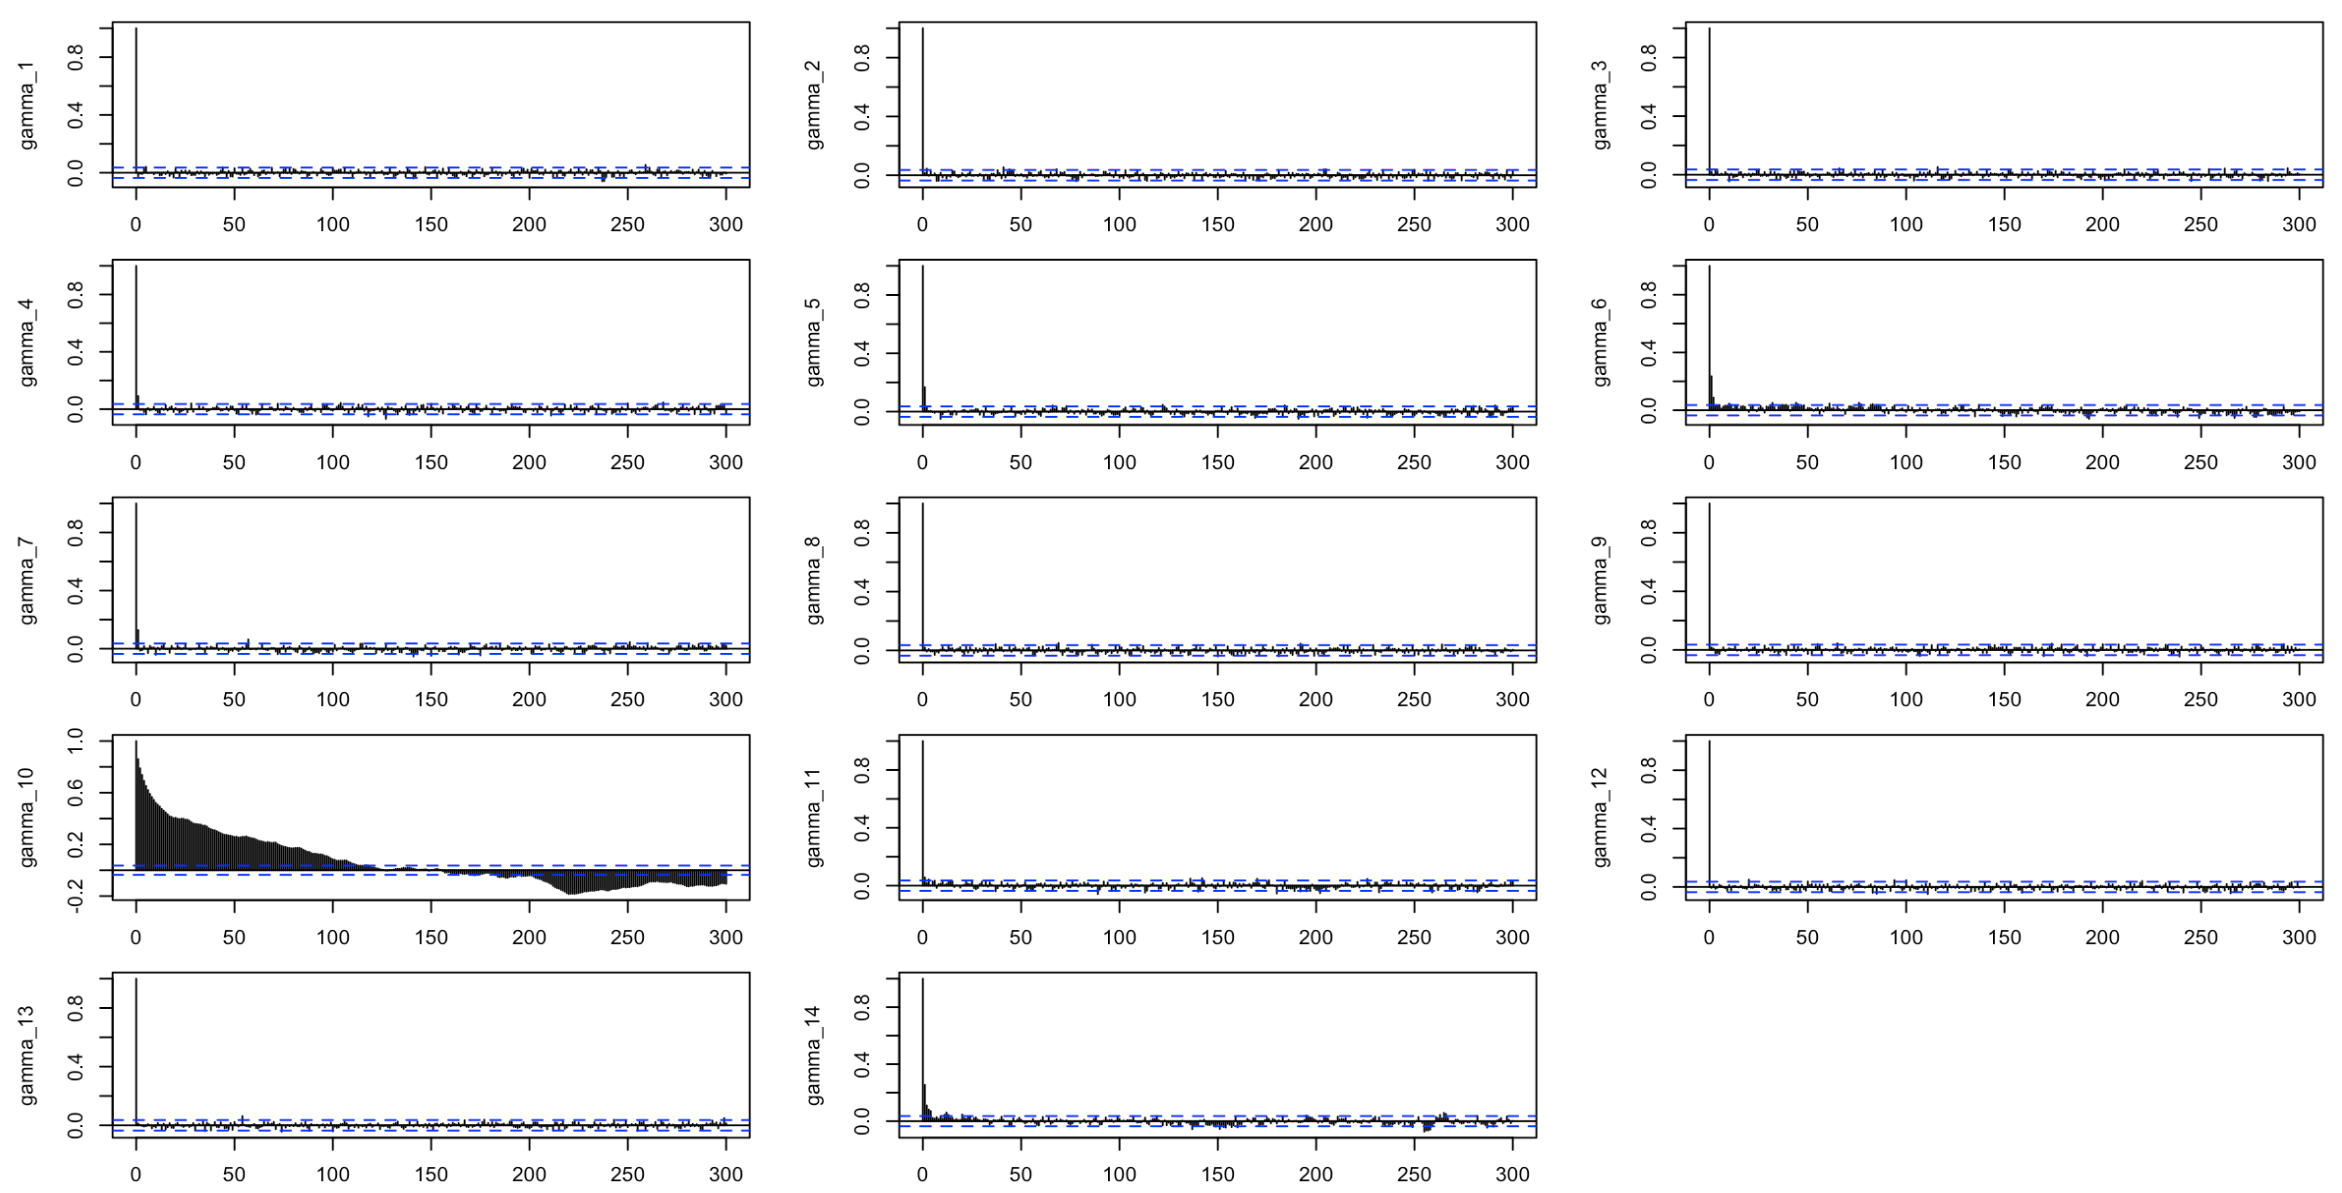 gamma_1 0.0 0.4 0.8
0 50 100 150 200 250 300
gamma_2 0.0 0.4 0.8
0 50 100 150 200 250 300
gamma_3 0.0 0.4 0.8
0 50 100 150 200 250 300
gamma_4 0.0 0.4 0.8
0 50 100 150 200 250 300
gamma_5 0.0 0.4 0.8
0 50 100 150 200 250 300
gamma_6 0.0 0.4 0.8
0 50 100 150 200 250 300
gamma_7 0.0 0.4 0.8
0 50 100 150 200 250 300
gamma_8 0.0 0.4 0.8
0 50 100 150 200 250 300
gamma_9 0.0 0.4 0.8
0 50 100 150 200 250 300
gamma_10 -0.2 0.2 0.6 1.0
0 50 100 150 200 250 300
gamma_11 0.0 0.4 0.8
0 50 100 150 200 250 300
gamma_12 0.0 0.4 0.8
0 50 100 150 200 250 300
gamma_13 0.0 0.4 0.8
0 50 100 150 200 250 300
gamma_14 0.0 0.4 0.8
0 50 100 150 200 250 300